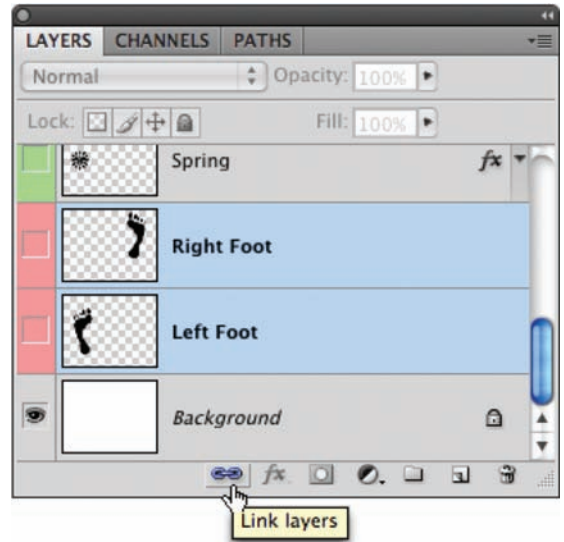 LAYERS CHANNELS PATHS
Normal Opacity: 100%
Lock: Fill: 100%
Spring fx
Right Foot
Left Foot
Background
fx.
Link layers